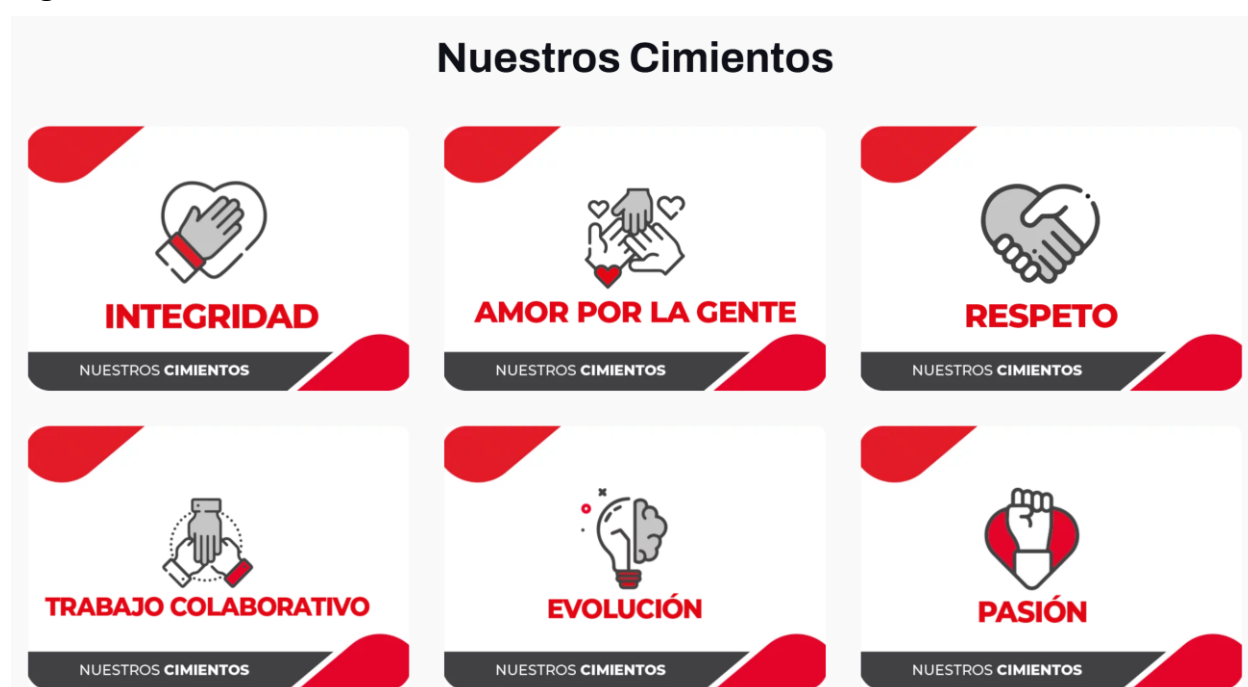 Nuestros Cimientos
INTEGRIDAD
NUESTROS CIMIENTOS
AMOR POR LA GENTE
NUESTROS CIMIENTOS
RESPETO
NUESTROS CIMIENTOS
TRABAJO COLABORATIVO
NUESTROS CIMIENTOS
EVOLUCIÓN
NUESTROS CIMIENTOS
PASIÓN
NUESTROS CIMIENTOS